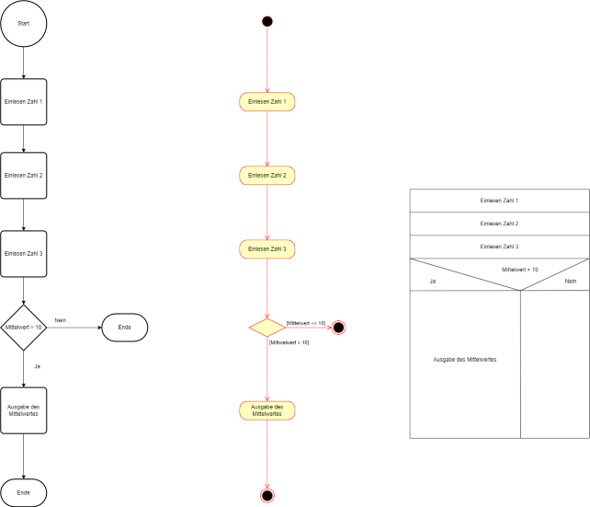 Start
Einlesen Zahl 1
Einlesen Zahl 2
Einlesen Zahl 3
Mittelwert > 10
Nein
Ende
Ja
Ausgabe des
Mittelwertes
Ende
Einlesen Zahl 1
Einlesen Zahl 2
Einlesen Zahl 3
[Mittelwert <= 10]
[Mittwelwert > 10]
Ausgabe des
Mittelwertes
Einlesen Zahl 1
Einlesen Zahl 2
Einlesen Zahl 3
Mittelwert > 10
Ja
Nein
Ausgabe des Mittelwertes